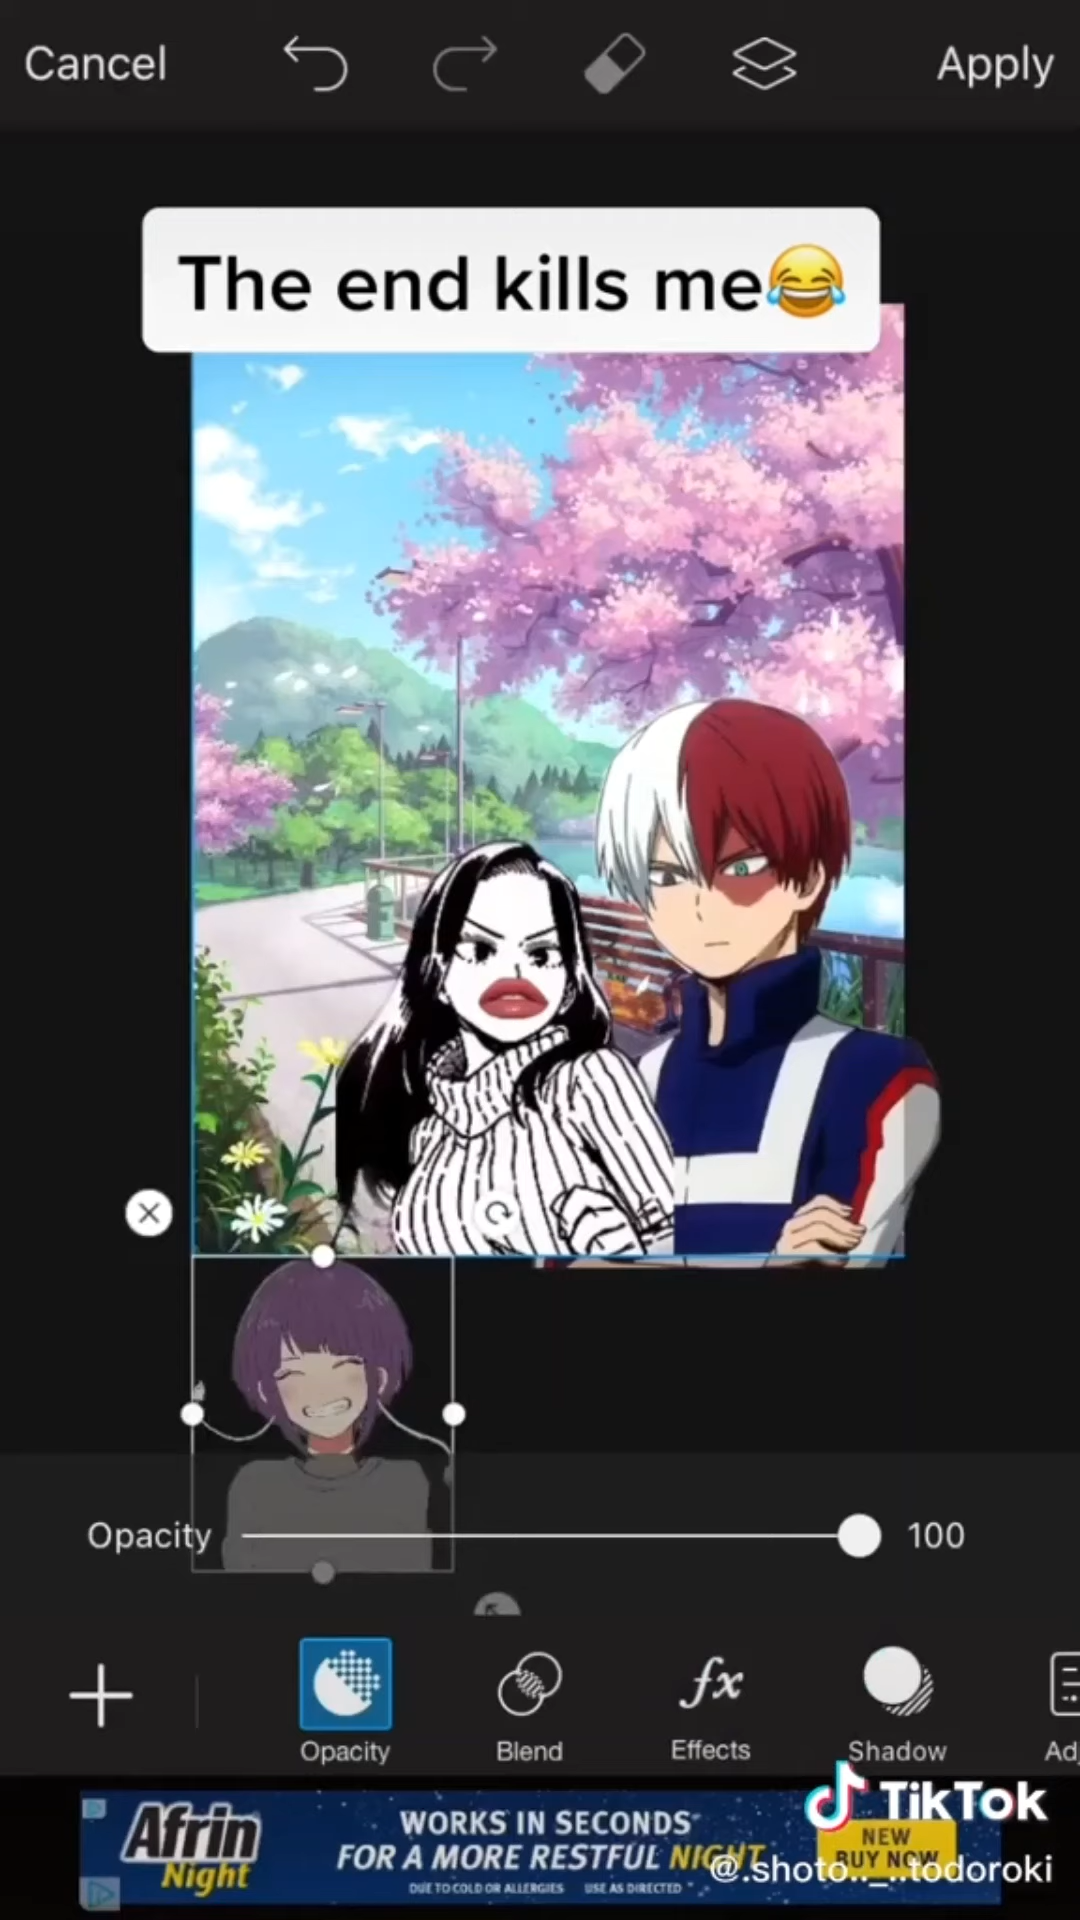 Cancel
Apply
The end kills me😂
Opacity
100
Opacity
Blend
Effects
Shadow
Ad
Afrin
Night
WORKS IN SECONDS
FOR A MORE RESTFUL NIGHT
DUE TO COLD OR ALLERGIES USE AS DIRECTED
NEW
BUY NOW
TikTok
@.shoto.._..todoroki